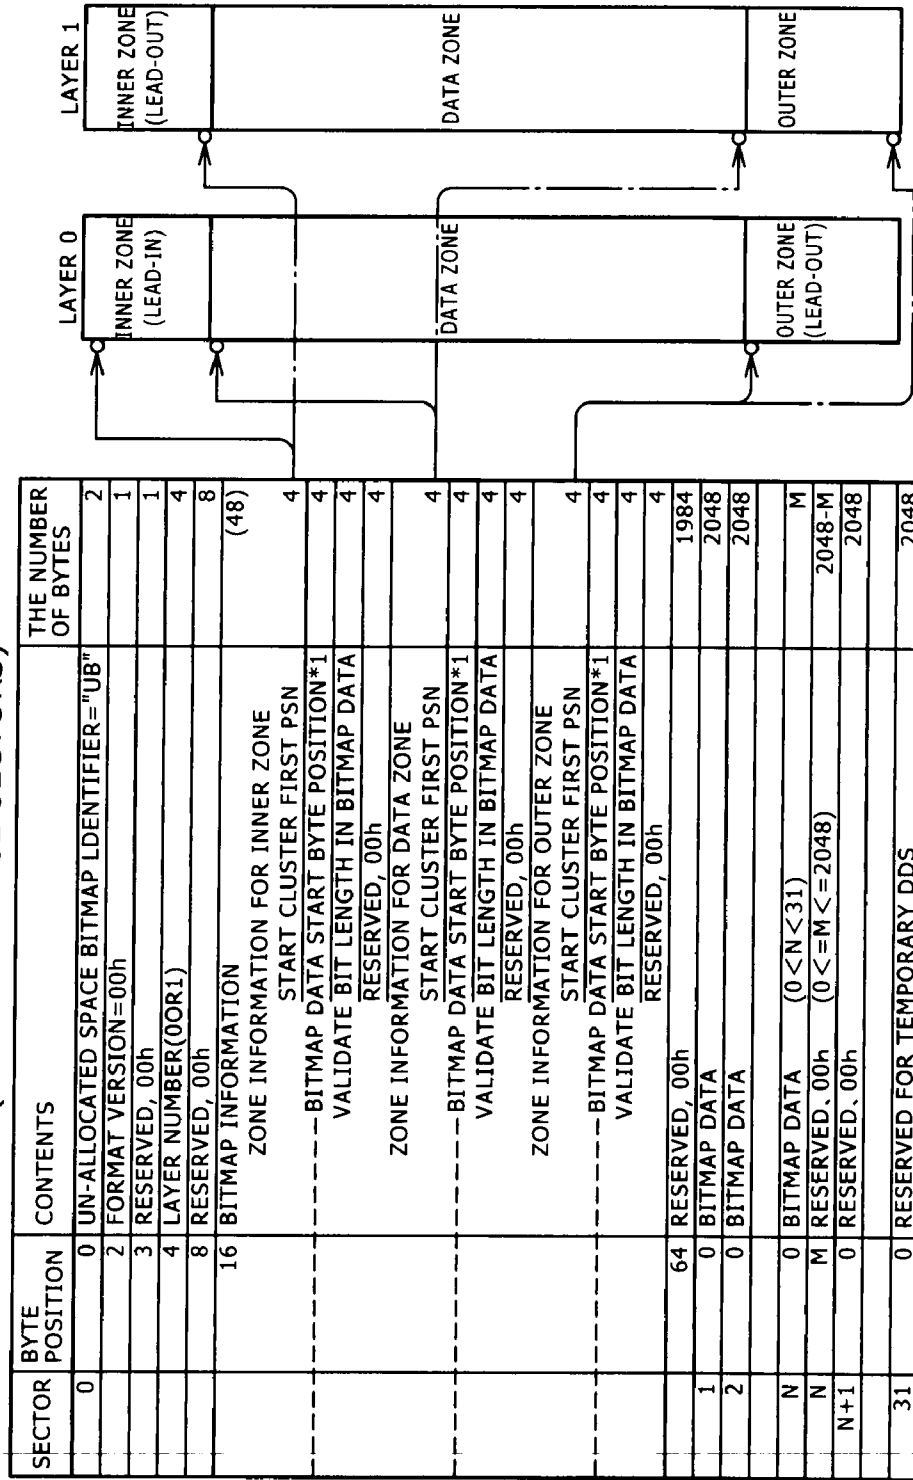 SECTOR BYTE POSITION CONTENTS THE NUMBER OF BYTES
0 0 UN-ALLOCATED SPACE BITMAP LDENTIFIER="UB" 2
2 FORMAT VERSION=00h 1
3 RESERVED, 00h 1
4 LAYER NUMBER(0OR1) 4
8 RESERVED, 00h 8
16 BITMAP INFORMATION (48)
ZONE INFORMATION FOR INNER ZONE
START CLUSTER FIRST PSN 4
BITMAP DATA START BYTE POSITION*1 4
VALIDATE BIT LENGTH IN BITMAP DATA 4
RESERVED, 00h 4
ZONE INFORMATION FOR DATA ZONE
START CLUSTER FIRST PSN 4
BITMAP DATA START BYTE POSITION*1 4
VALIDATE BIT LENGTH IN BITMAP DATA 4
RESERVED, 00h 4
ZONE INFORMATION FOR OUTER ZONE
START CLUSTER FIRST PSN 4
BITMAP DATA START BYTE POSITION*1 4
VALIDATE BIT LENGTH IN BITMAP DATA 4
RESERVED, 00h 4
64 RESERVED, 00h 1984
1 0 BITMAP DATA 2048
2 0 BITMAP DATA 2048
N 0 BITMAP DATA (0<N<31) M
N M RESERVED、00h (0<=M<=2048) 2048-M
N+1 0 RESERVED、00h 2048
31 0 RESERVED FOR TEMPORARY DDS 2048
LAYER 0
INNER ZONE
(LEAD-IN)
DATA ZONE
OUTER ZONE
(LEAD-OUT)
LAYER 1
INNER ZONE
(LEAD-OUT)
DATA ZONE
OUTER ZONE